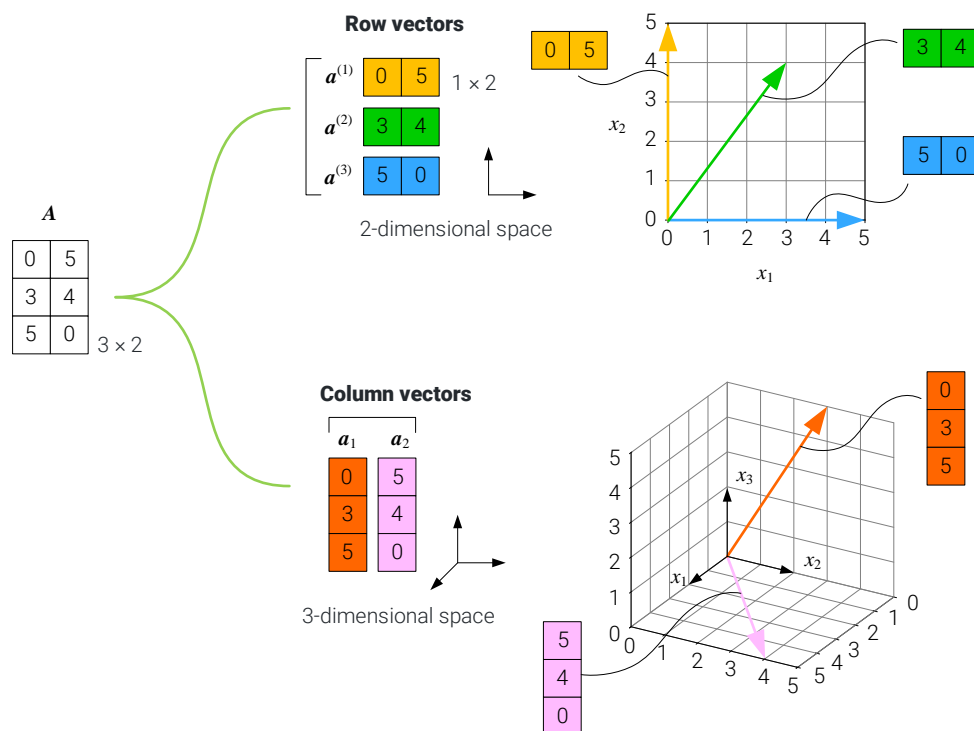 Row vectors
a(1) 0 5
1 × 2
a(2) 3 4
a(3) 5 0
2-dimensional space
0 5
3 4
5 0
5
4
3
2
1
0
x2
0 1 2 3 4 5
x1
A
0 5
3 4
5 0
3 × 2
Column vectors
a1 a2
0 5
3 4
5 0
3-dimensional space
0
3
5
5
4
3
2
1
0
x3
x2
x1
0 1 2 3 4 5
5 4 3 2 1 0
5
4
0